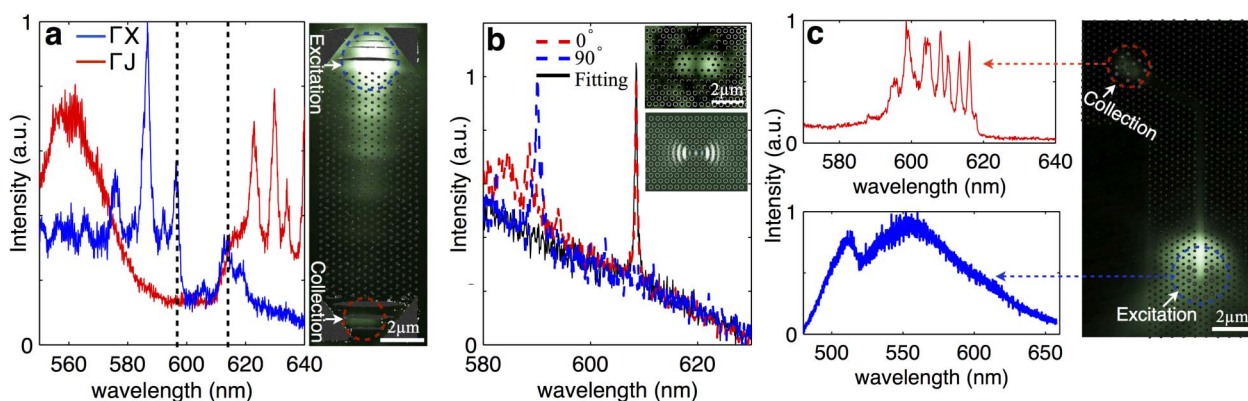 a
ΓX
ΓJ
1
0
Intensity (a.u.)
560 580 600 620 640
wavelength (nm)
Excitation
Collection
2µm
b
0°
90°
Fitting
1
0
Intensity (a.u.)
580 600 620
wavelength (nm)
2µm
c
1
0
580 600 620 640
wavelength (nm)
Intensity (a.u.)
1
0
480 500 550 600 650
wavelength (nm)
Collection
Excitation
2µm